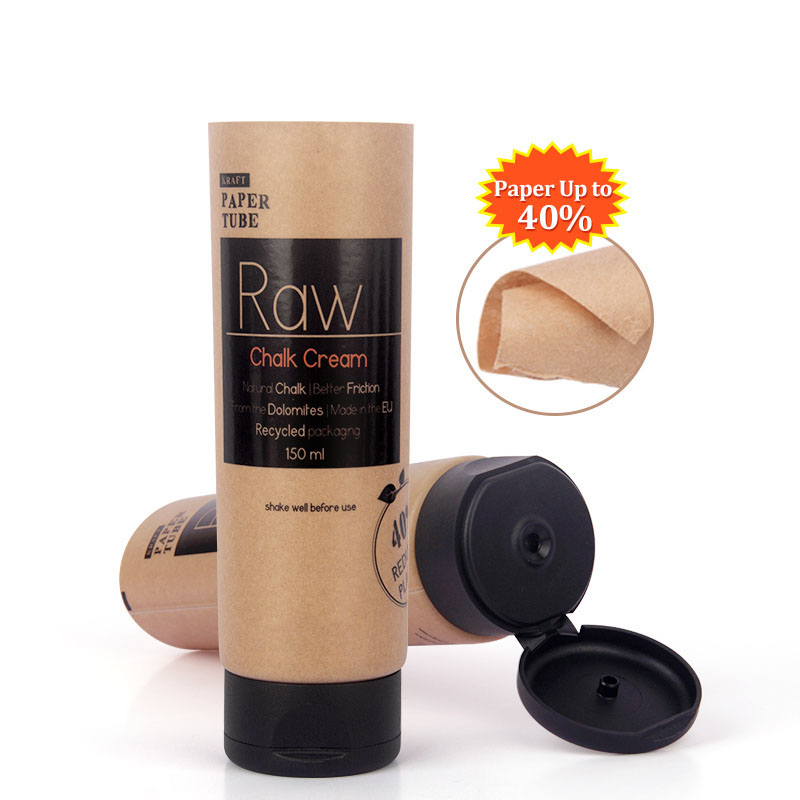 KRAFT
PAPER
TUBE
Raw
Chalk Cream
Natural Chalk | Better Friction
From the Dolomites | Made in the EU
Recycled packaging
150 ml
shake well before use
Paper Up to
40%
KRAFT
PAPER
TUBE